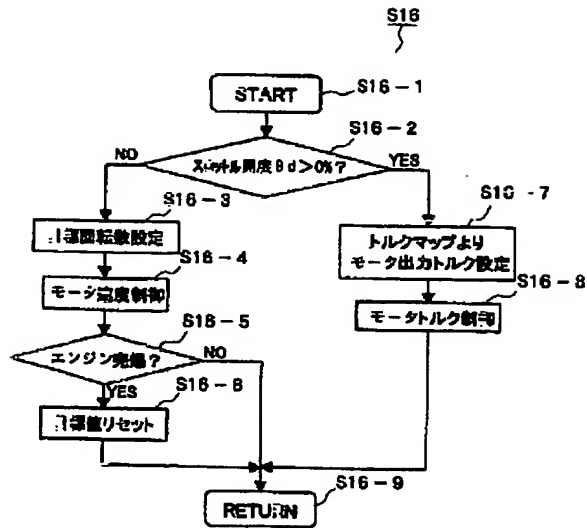 S16
START
S16-1
S16-2
スロットル開度θd>0%?
NO
YES
S16-3
目標回転数設定
S16-7
トルクマップより
モータ出力トルク設定
S16-4
モータ速度制御
S16-8
モータトルク制御
S16-5
エンジン完爆?
NO
YES
S16-6
目標値リセット
S16-9
RETURN